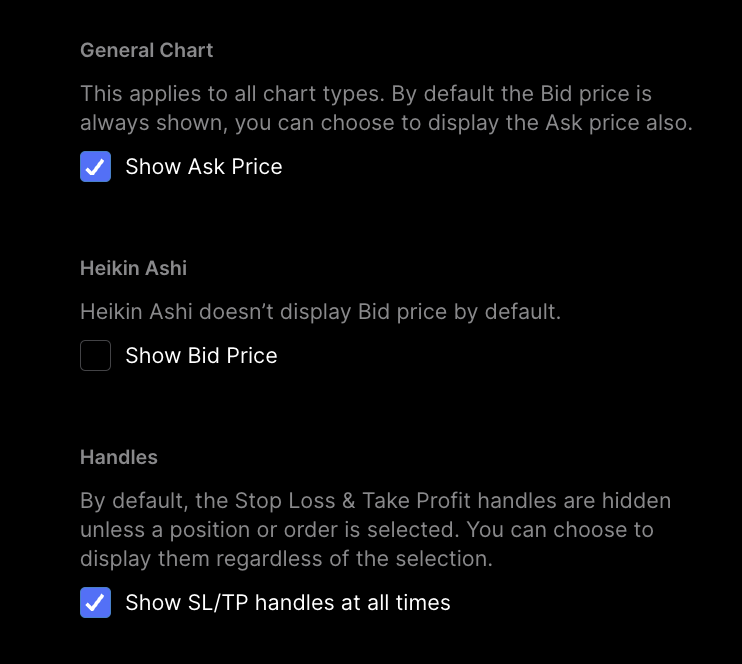 General Chart
This applies to all chart types. By default the Bid price is
always shown, you can choose to display the Ask price also.
Show Ask Price
Heikin Ashi
Heikin Ashi doesn’t display Bid price by default.
Show Bid Price
Handles
By default, the Stop Loss & Take Profit handles are hidden
unless a position or order is selected. You can choose to
display them regardless of the selection.
Show SL/TP handles at all times